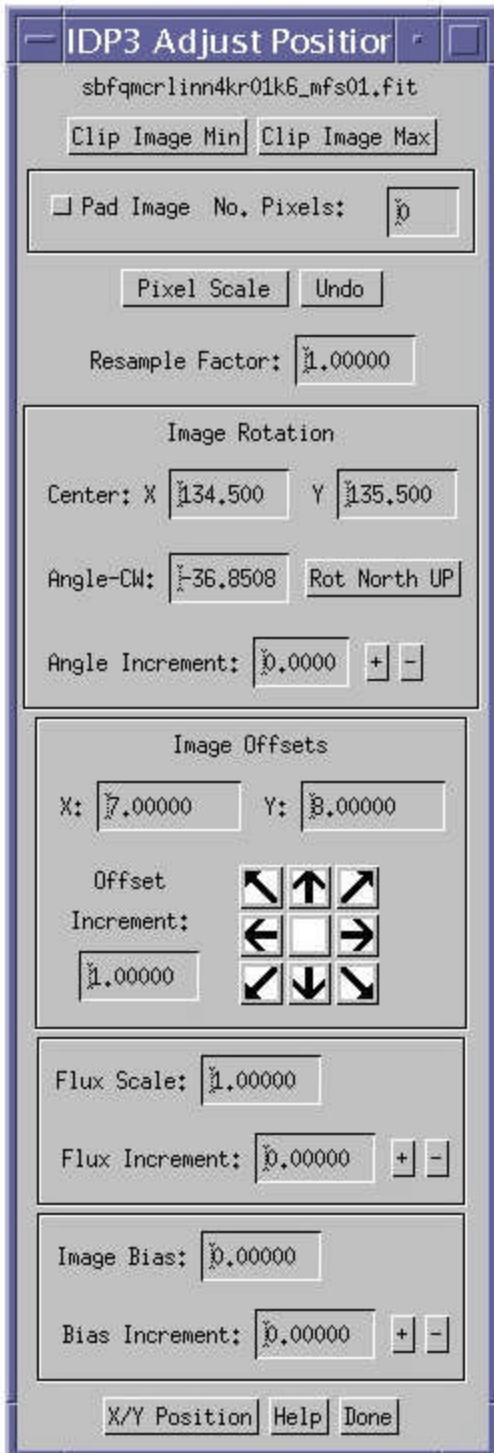 IDP3 Adjust Position
sbfqmcrlinn4kr01k6_mfs01.fit
Clip Image Min Clip Image Max
Pad Image No. Pixels: 0
Pixel Scale Undo
Resample Factor: 1.00000
Image Rotation
Center: X 134.500 Y 135.500
Angle-CW: -36.8508 Rot North UP
Angle Increment: 0.0000 + -
Image Offsets
X: 7.00000 Y: 8.00000
Offset
Increment:
1.00000
Flux Scale: 1.00000
Flux Increment: 0.00000 + -
Image Bias: 0.00000
Bias Increment: 0.00000 + -
X/Y Position Help Done